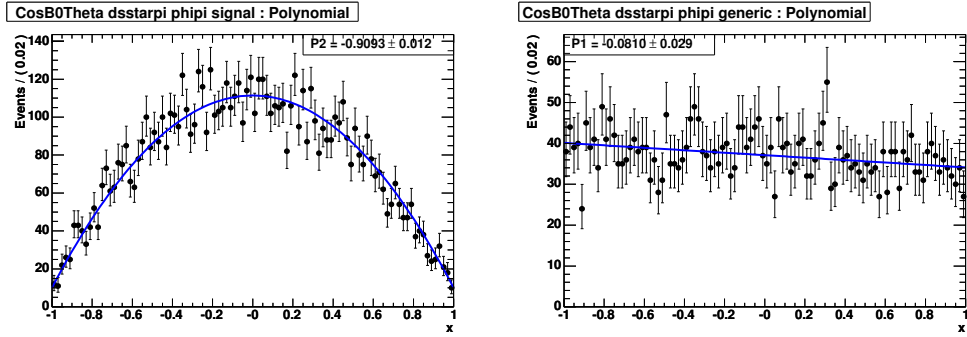 CosB0Theta dsstarpi phipi signal : Polynomial
P2 = -0.9093 ± 0.012
Events / ( 0.02 )
140
120
100
80
60
40
20
0
-1 -0.8 -0.6 -0.4 -0.2 0 0.2 0.4 0.6 0.8 1
x
CosB0Theta dsstarpi phipi generic : Polynomial
P1 = -0.0810 ± 0.029
Events / ( 0.02 )
60
50
40
30
20
10
0
-1 -0.8 -0.6 -0.4 -0.2 0 0.2 0.4 0.6 0.8 1
x